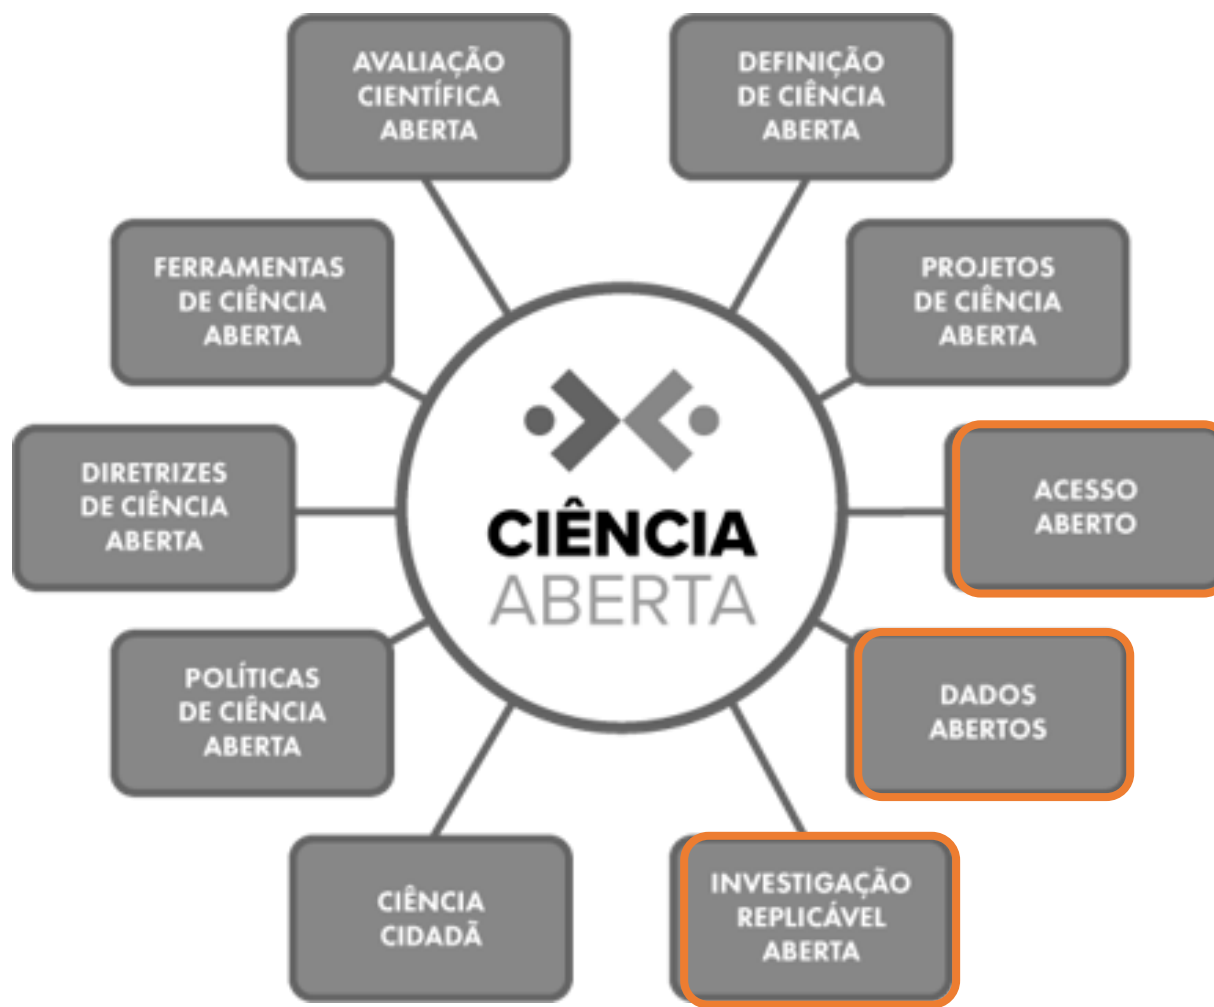 AVALIAÇÃO
CIENTÍFICA
ABERTA
DEFINIÇÃO
DE CIÊNCIA
ABERTA
FERRAMENTAS
DE CIÊNCIA
ABERTA
PROJETOS
DE CIÊNCIA
ABERTA
DIRETRIZES
DE CIÊNCIA
ABERTA
CIÊNCIA
ABERTA
ACESSO
ABERTO
POLÍTICAS
DE CIÊNCIA
ABERTA
DADOS
ABERTOS
CIÊNCIA
CIDADÃ
INVESTIGAÇÃO
REPLICÁVEL
ABERTA